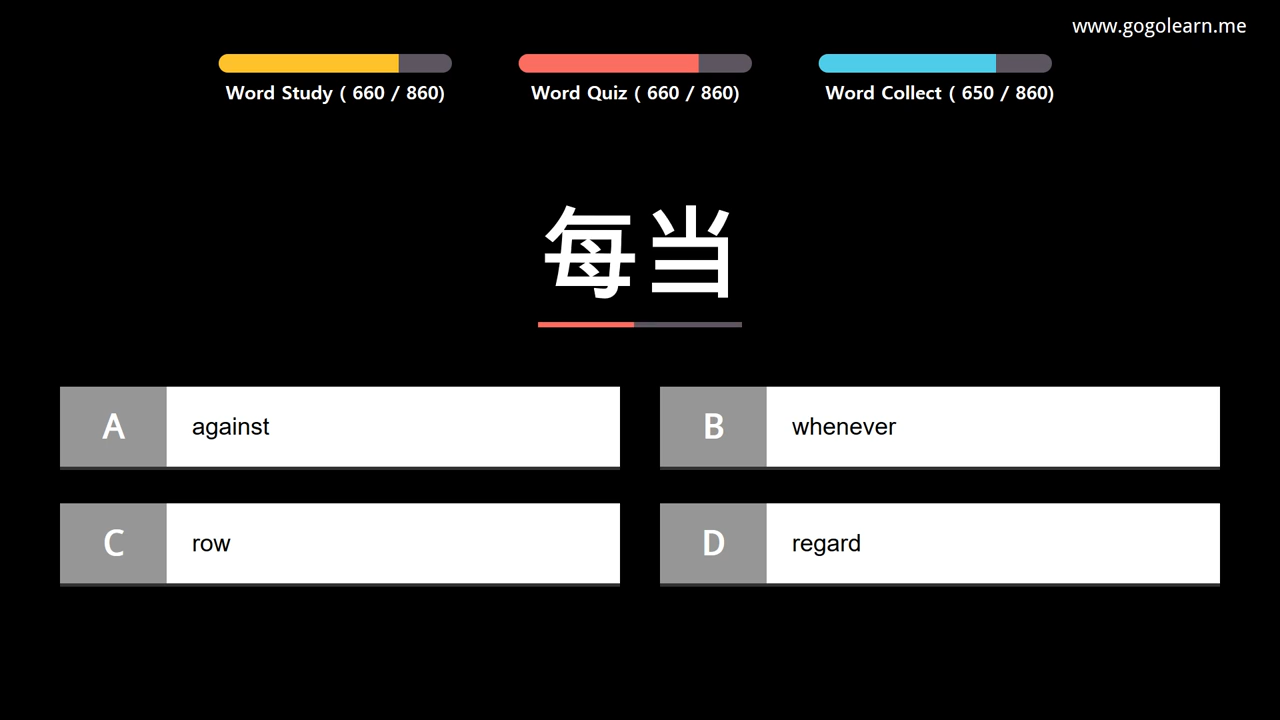 www.gogolearn.me
Word Study ( 660 / 860)
Word Quiz ( 660 / 860)
Word Collect ( 650 / 860)
每当
A
against
B
whenever
C
row
D
regard